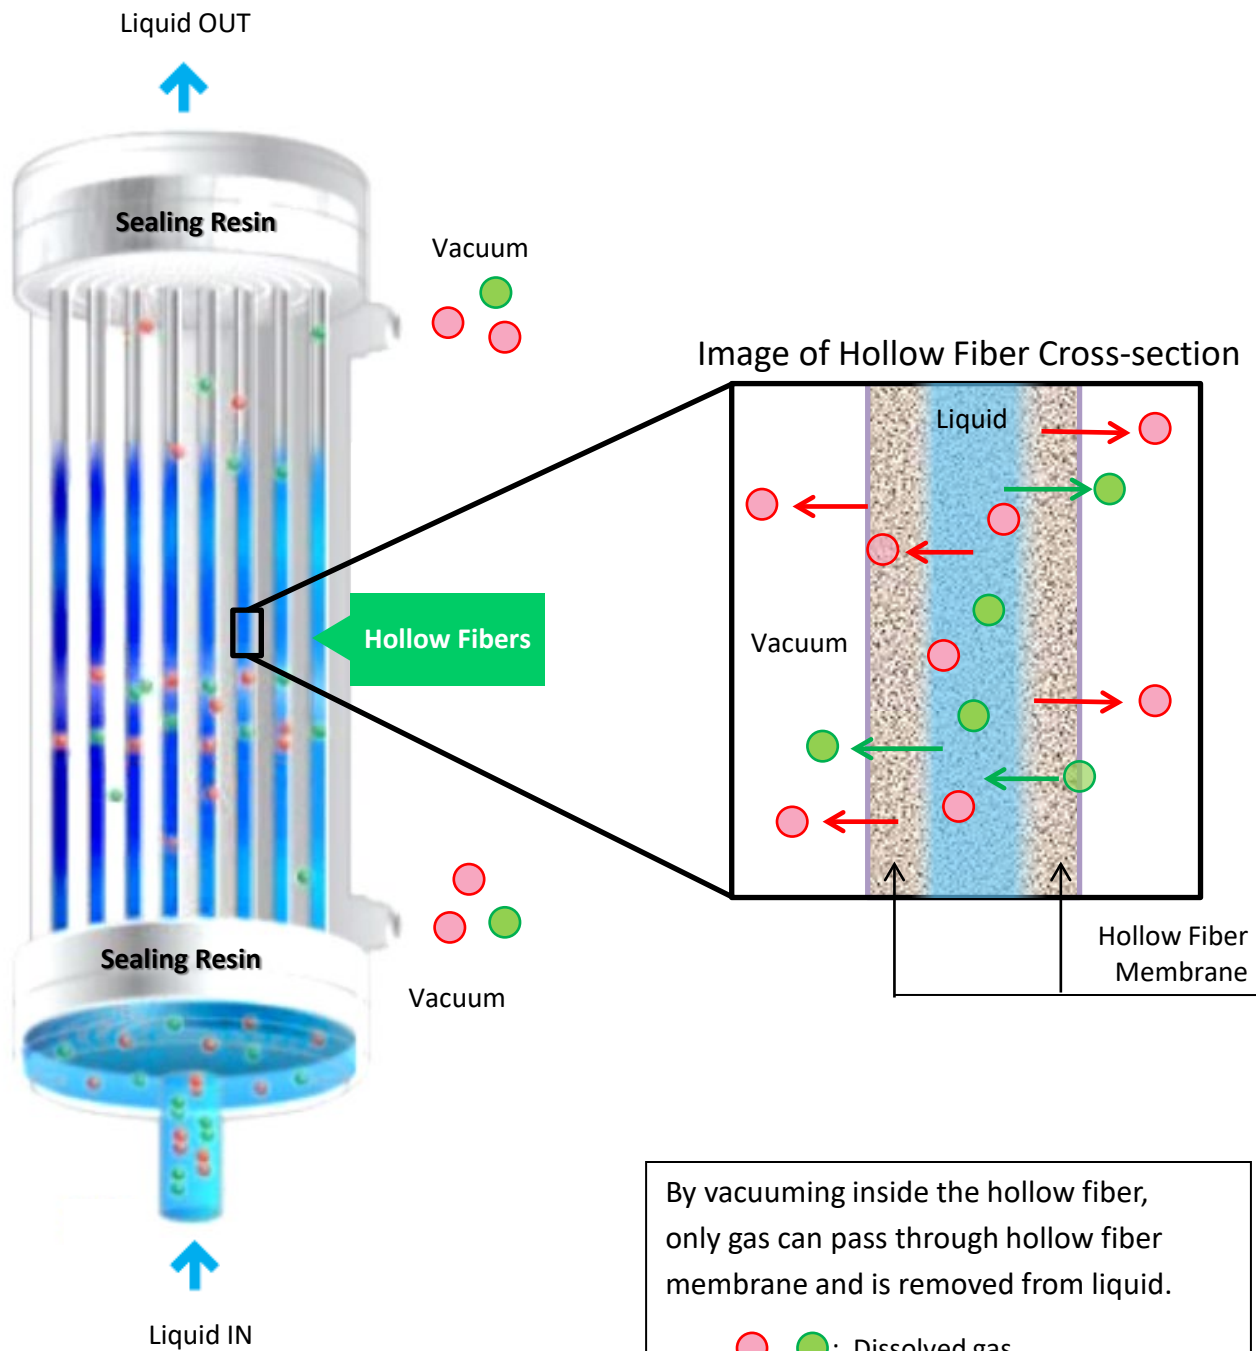 Liquid OUT
Sealing Resin
Vacuum
Image of Hollow Fiber Cross-section
Liquid
Hollow Fibers
Vacuum
Hollow Fiber
Membrane
Sealing Resin
Vacuum
By vacuuming inside the hollow fiber,
only gas can pass through hollow fiber
membrane and is removed from liquid.
: Dissolved gas
Liquid IN